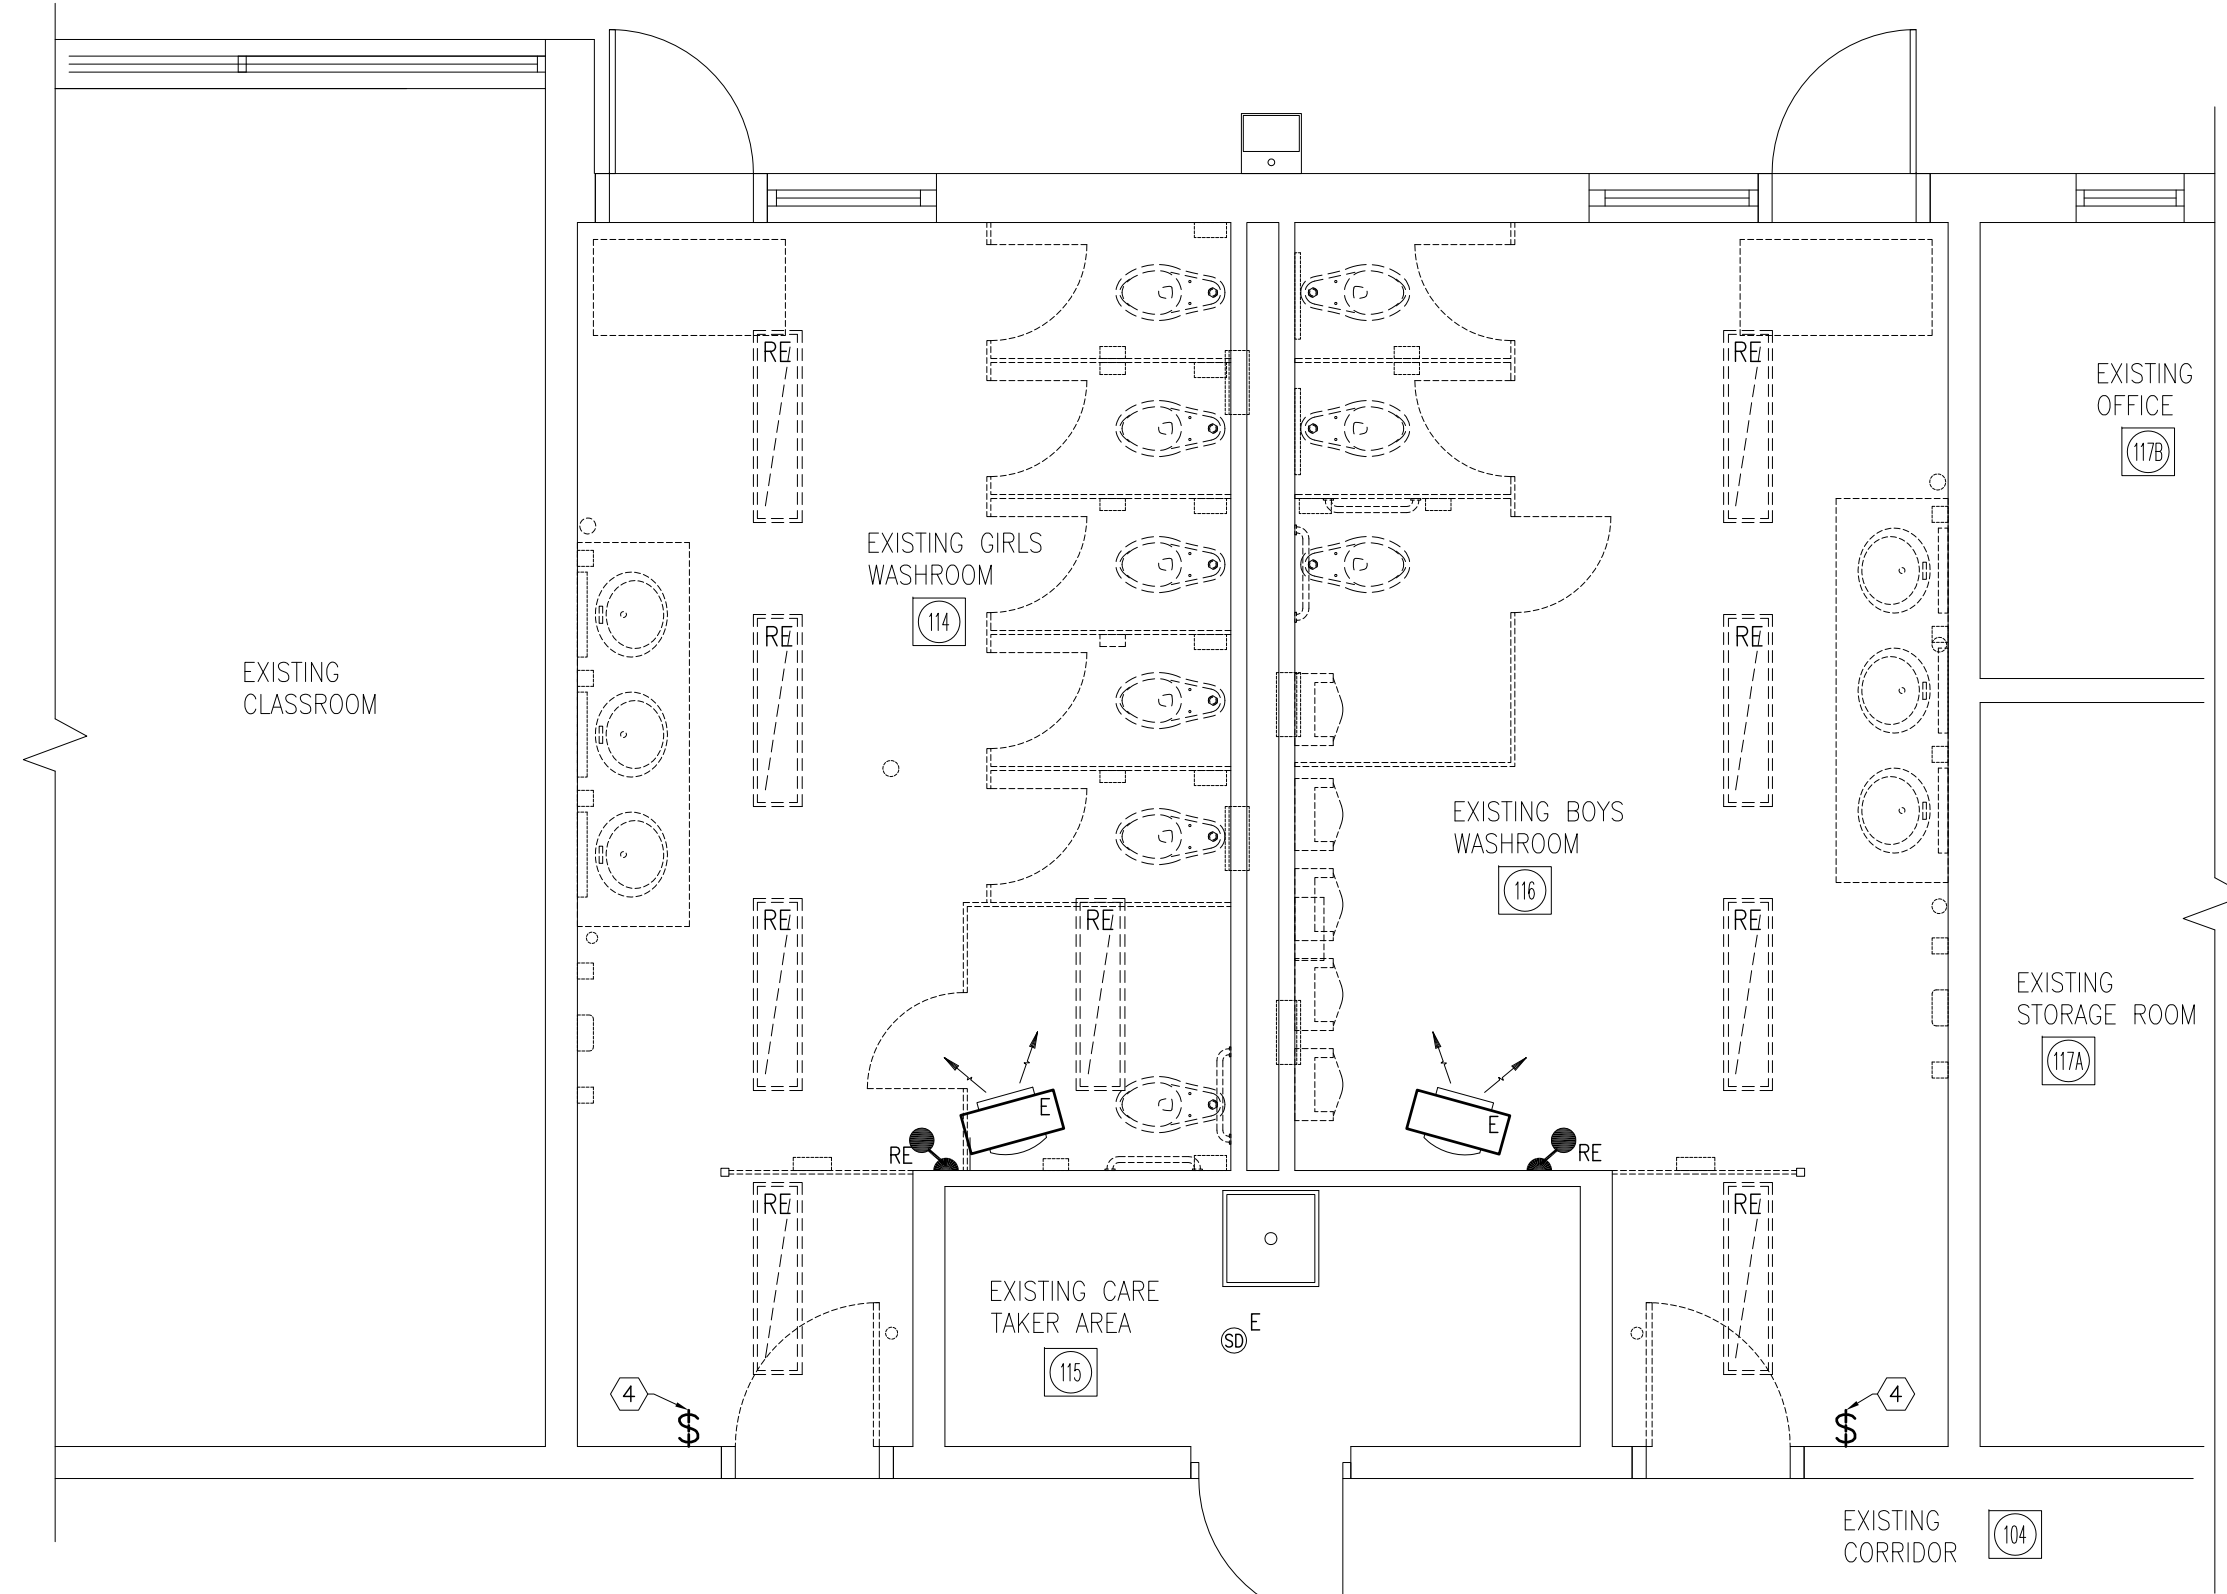 RE
RE
EXISTING
OFFICE
117B
EXISTING GIRLS
WASHROOM
114
RE
RE
EXISTING
CLASSROOM
EXISTING BOYS
WASHROOM
116
RE
RE
RE
EXISTING
STORAGE ROOM
117A
E
E
RE
RE
RE
RE
EXISTING CARE
TAKER AREA
115
SD
E
4
$
4
$
EXISTING
CORRIDOR
104